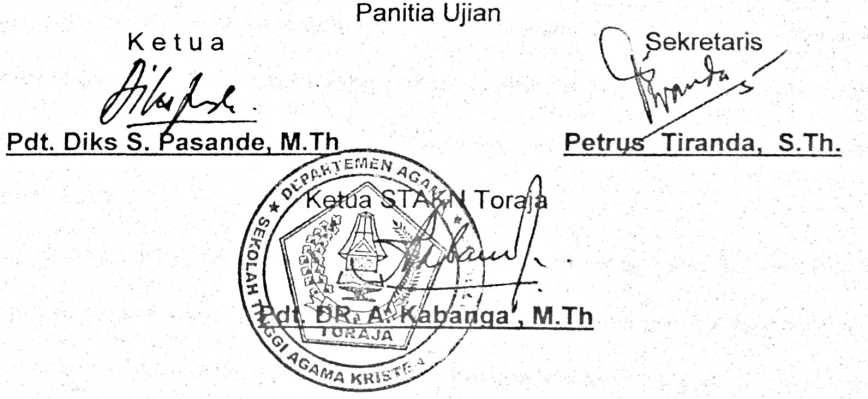 Panitia Ujian
Ketua
Sekretaris
Pdt. Diks S. Pasande, M.Th
Petrus Tiranda, S.Th.
DEPARTEMEN AGAMA
Ketua STAKN Toraja
SEKOLAH TINGGI AGAMA KRISTEN
Pdt. DR. A. Kabanga', M.Th
TORAJA